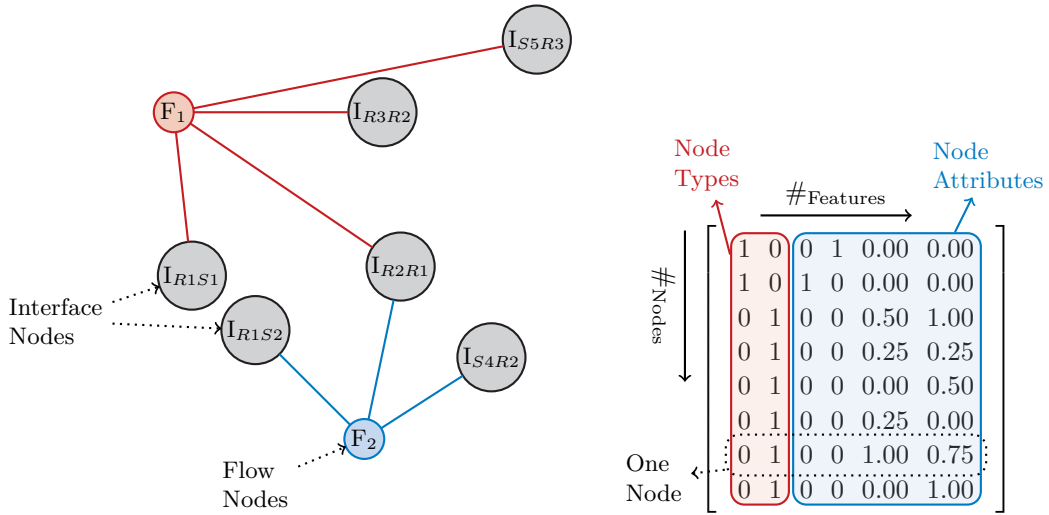 I_{S5R3}
F_1
I_{R3R2}
I_{R1S1}
I_{R2R1}
I_{R1S2}
I_{S4R2}
F_2
Interface
Nodes
Flow
Nodes
Node
Types
Node
Attributes
#Features
#Nodes
1 0 0 1 0.00 0.00
1 0 1 0 0.00 0.00
0 1 0 0 0.50 1.00
0 1 0 0 0.25 0.25
0 1 0 0 0.00 0.50
0 1 0 0 0.25 0.00
0 1 0 0 1.00 0.75
0 1 0 0 0.00 1.00
One
Node